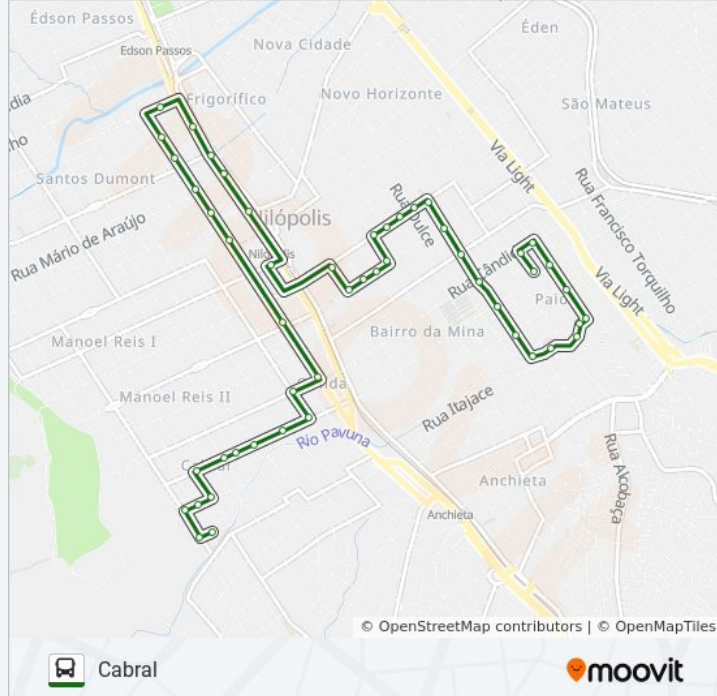 Édson Passos
Edson Passos
Nova Cidade
Éden
Frigorífico
Novo Horizonte
São Mateus
Via Light
Santos Dumont
Rua Mário de Araújo
Nilópolis
Rua Dulce
Rua Francisco Torquilho
Via Light
Bairro da Mina
Manoel Reis I
Manoel Reis II
Rua Itajace
Rio Pavuna
Rua Alcobaça
Anchieta
Anchieta
© OpenStreetMap contributors | © OpenMapTiles
Cabral
moovit